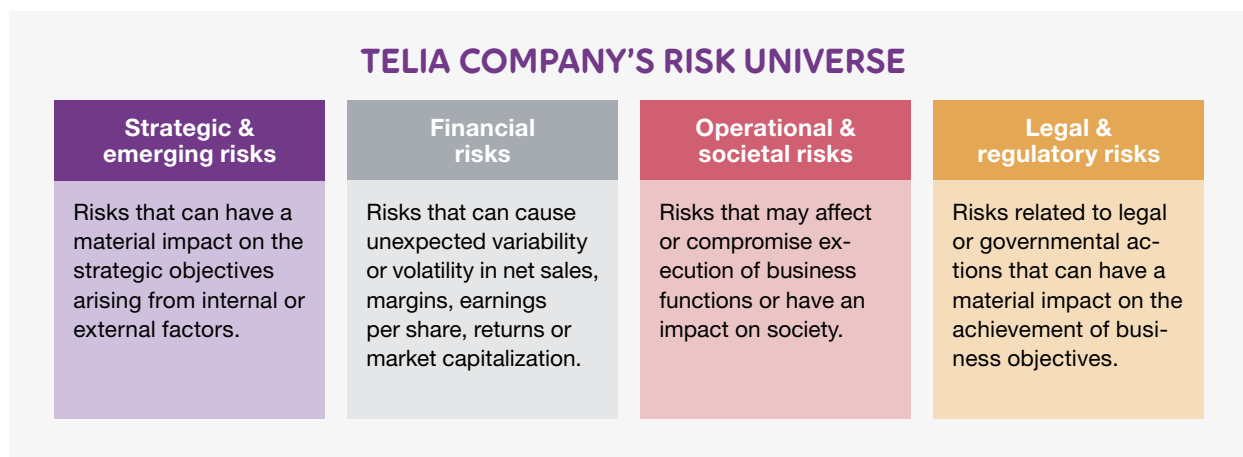 TELIA COMPANY’S RISK UNIVERSE
Strategic &
emerging risks
Risks that can have a
material impact on the
strategic objectives
arising from internal or
external factors.
Financial
risks
Risks that can cause
unexpected variability
or volatility in net sales,
margins, earnings
per share, returns or
market capitalization.
Operational &
societal risks
Risks that may affect
or compromise ex-
ecution of business
functions or have an
impact on society.
Legal &
regulatory risks
Risks related to legal
or governmental ac-
tions that can have a
material impact on the
achievement of busi-
ness objectives.